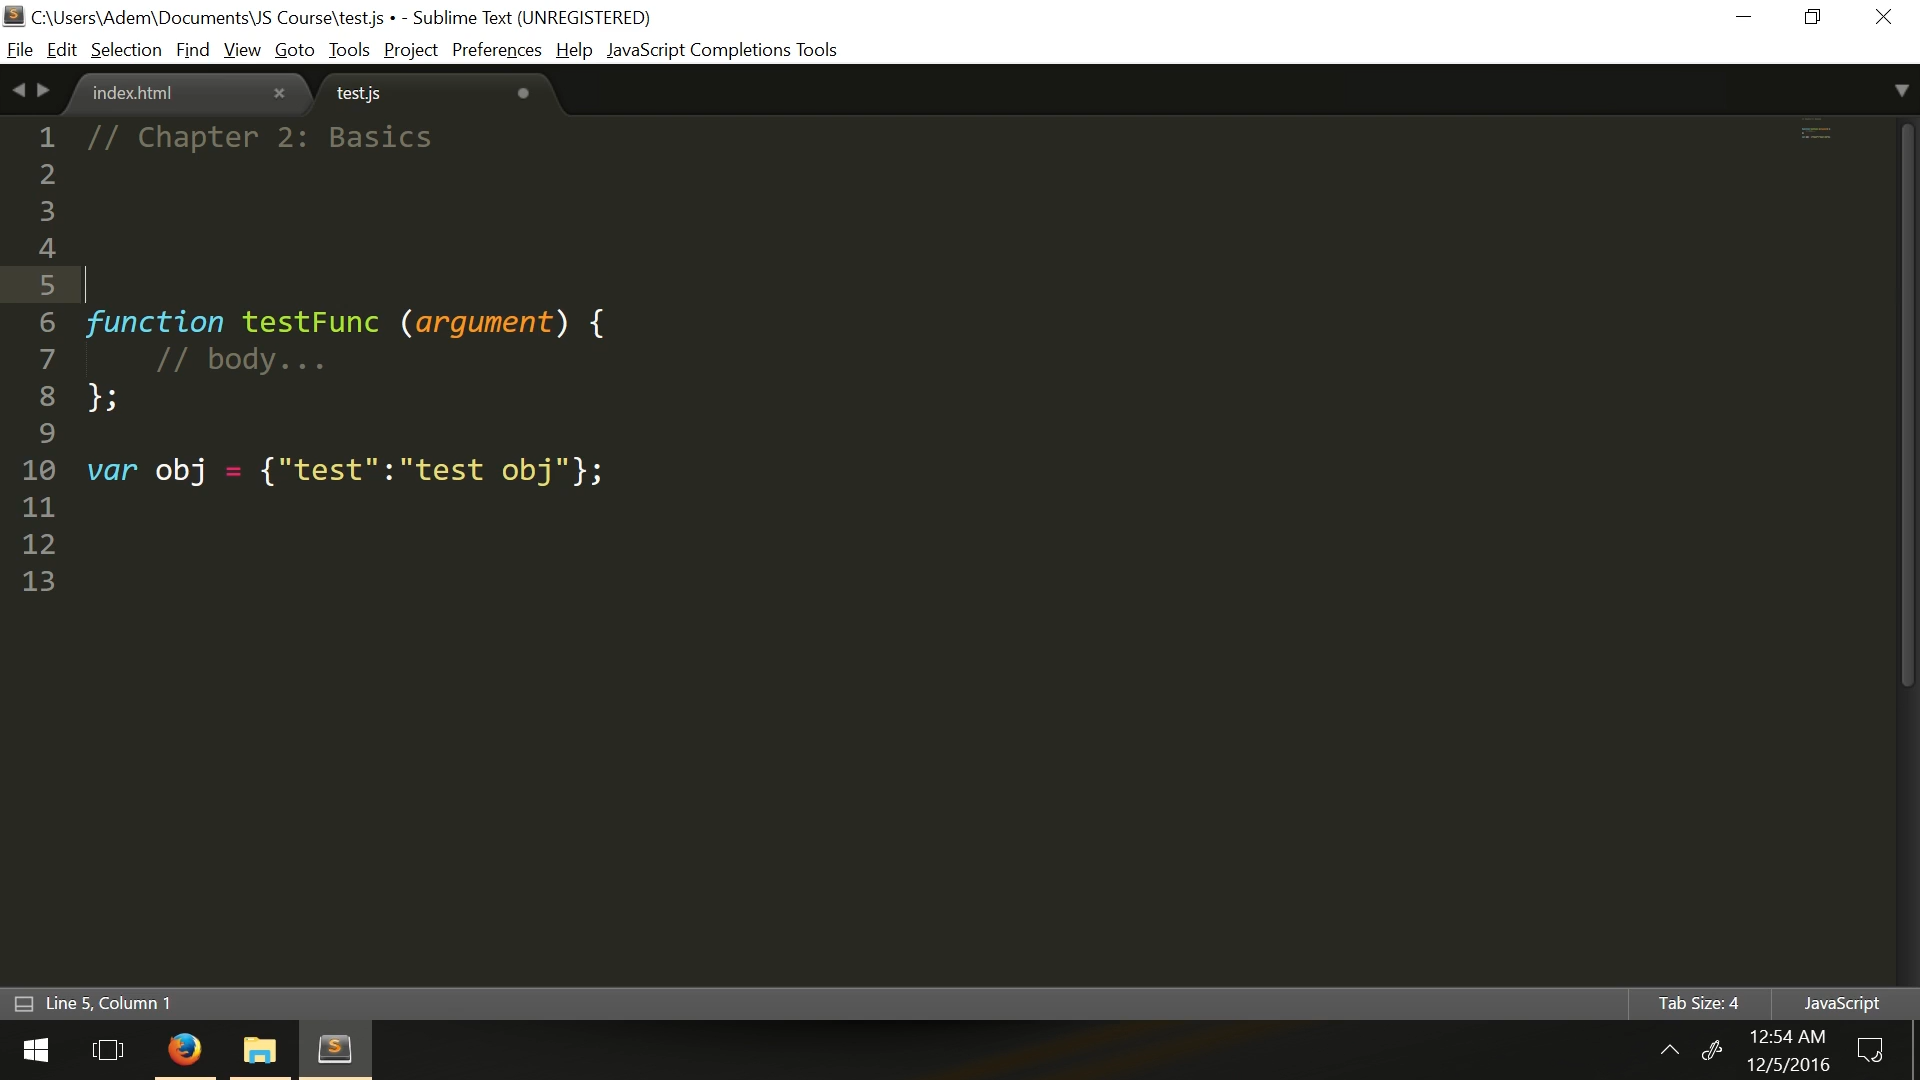 C:\Users\Adem\Documents\JS Course\test.js • - Sublime Text (UNREGISTERED)
File Edit Selection Find View Goto Tools Project Preferences Help JavaScript Completions Tools
index.html test.js
1 // Chapter 2: Basics
2
3
4
5
6 function testFunc (argument) {
7 // body...
8 };
9
10 var obj = {"test":"test obj"};
11
12
13
Line 5, Column 1 Tab Size: 4 JavaScript
12:54 AM
12/5/2016